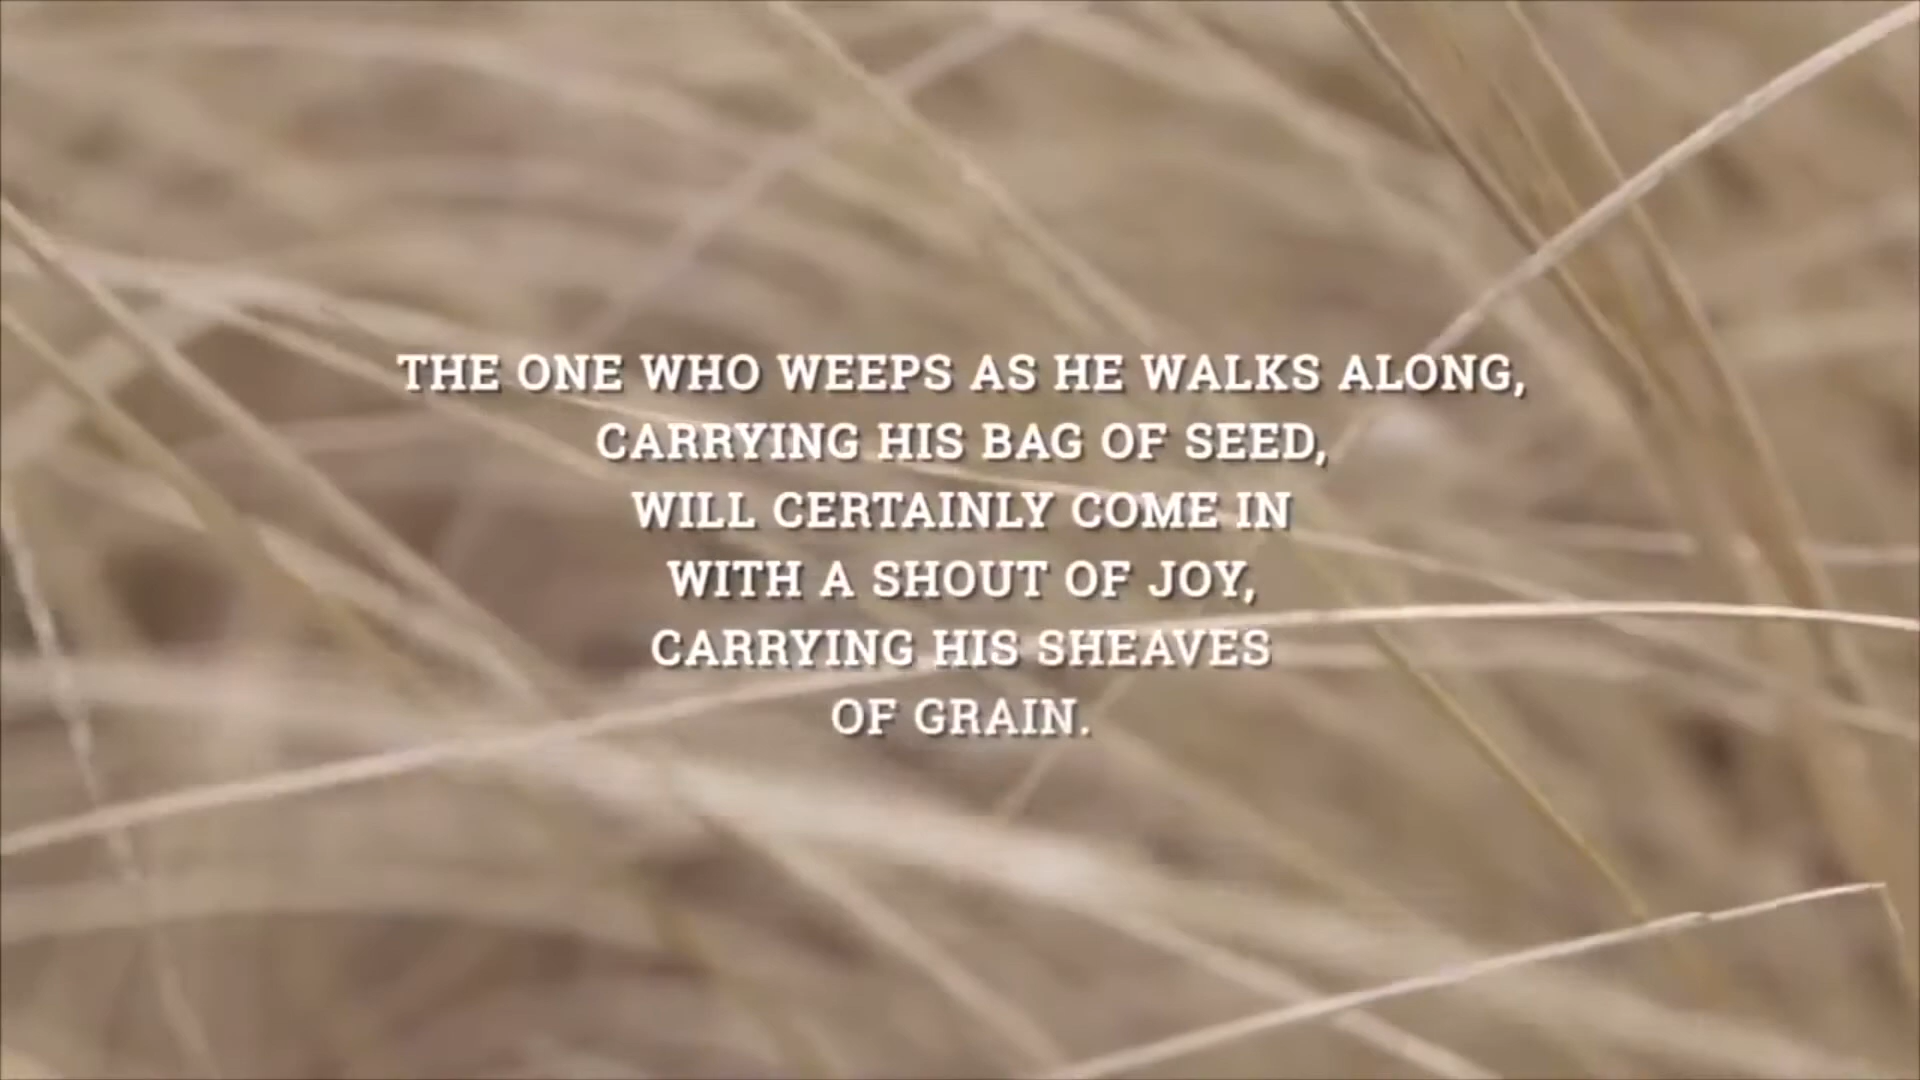 THE ONE WHO WEEPS AS HE WALKS ALONG,
CARRYING HIS BAG OF SEED,
WILL CERTAINLY COME IN
WITH A SHOUT OF JOY,
CARRYING HIS SHEAVES
OF GRAIN.